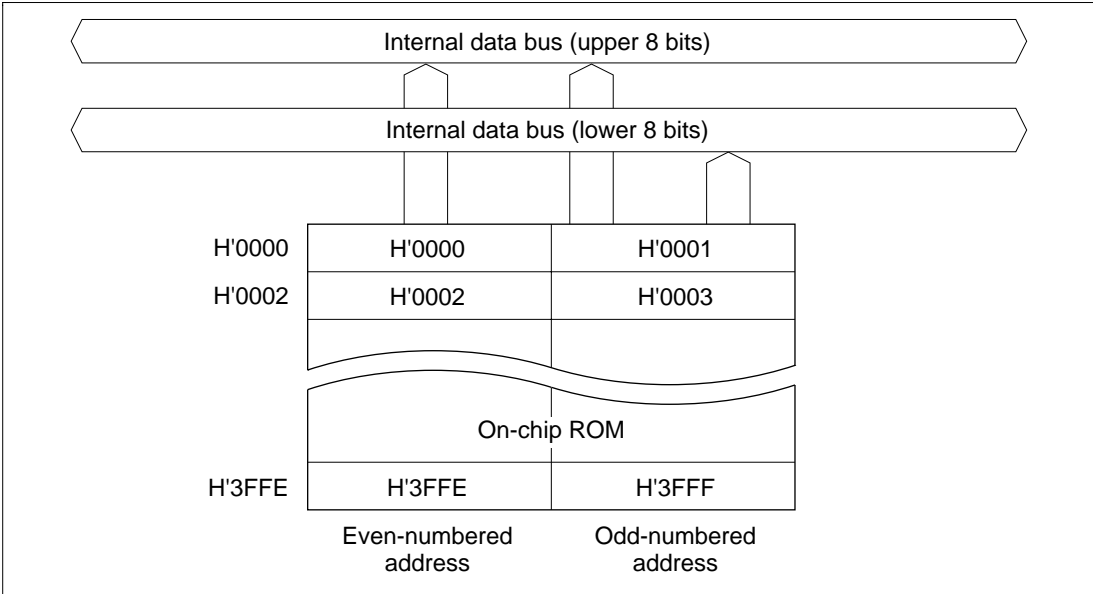 Internal data bus (upper 8 bits)
Internal data bus (lower 8 bits)
H'0000 H'0000 H'0001
H'0002 H'0002 H'0003
On-chip ROM
H'3FFE H'3FFE H'3FFF
Even-numbered address
Odd-numbered address